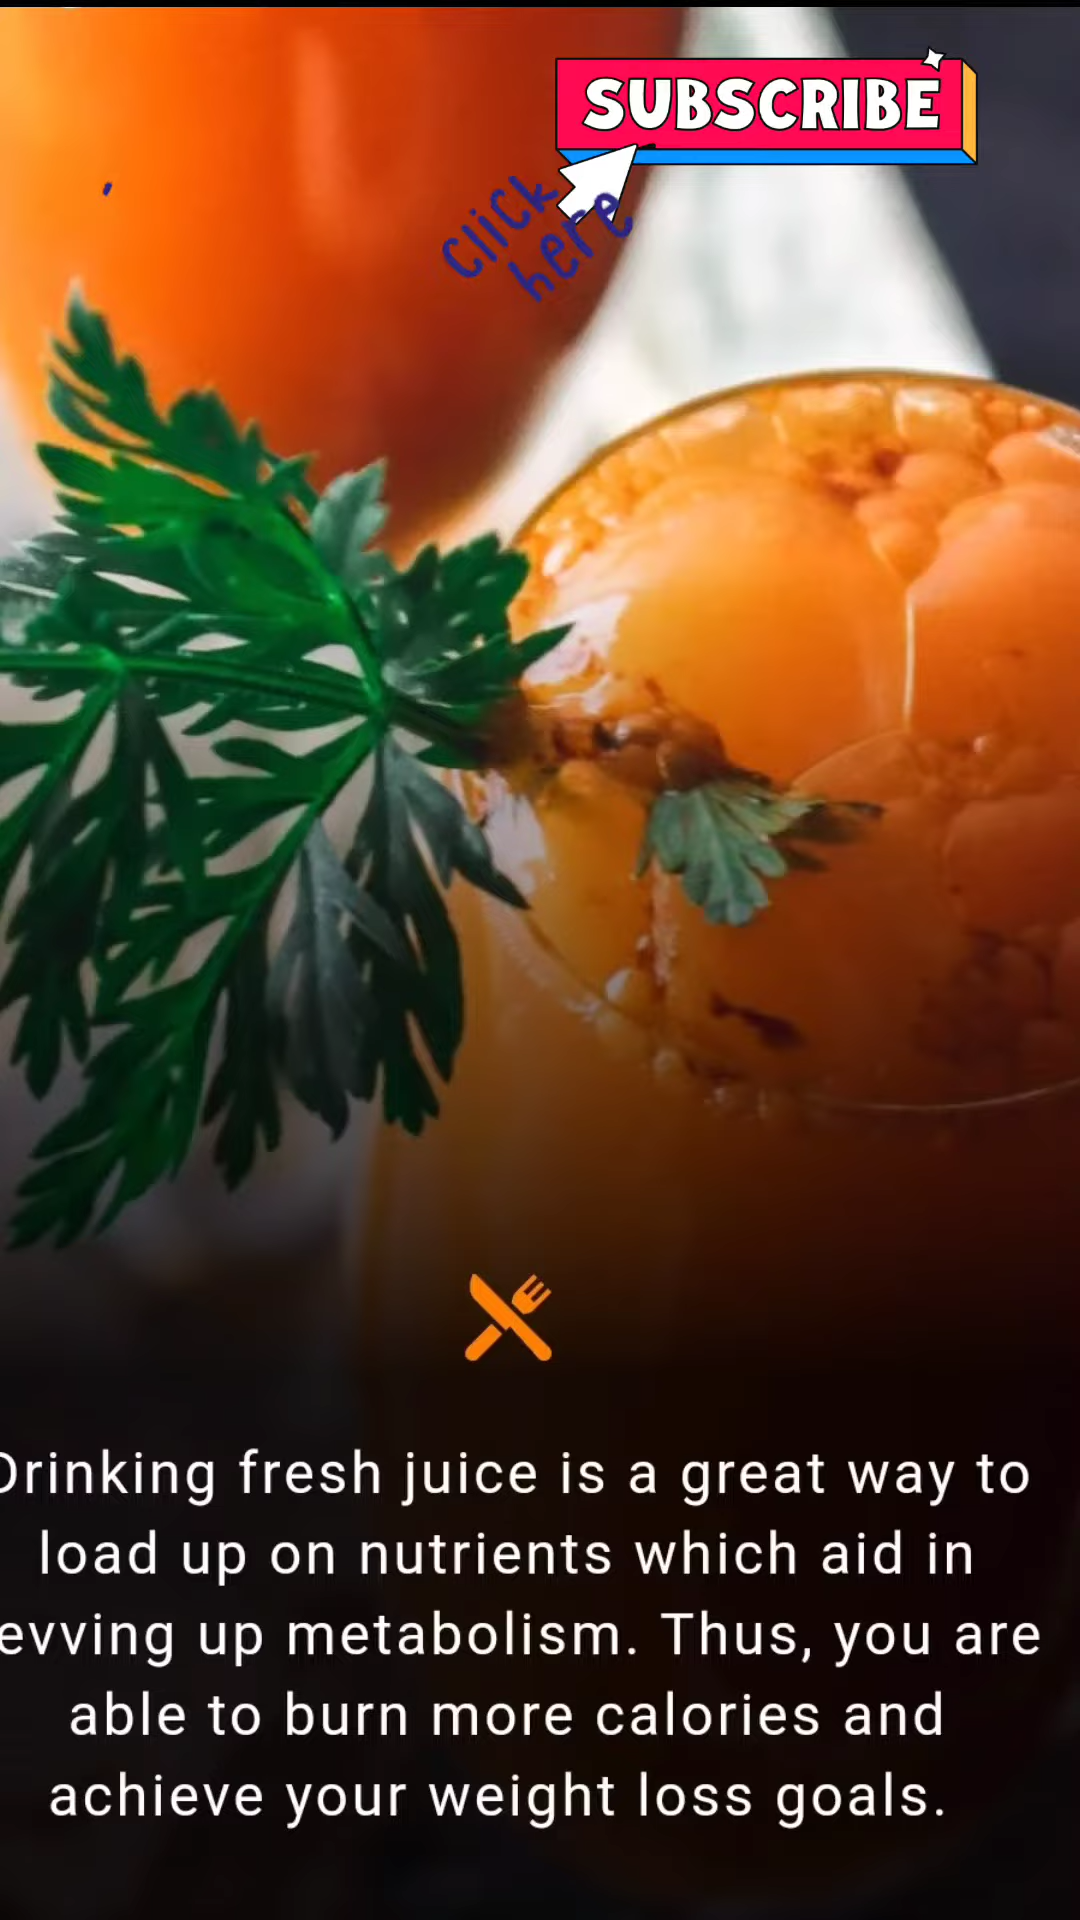 SUBSCRIBE
click
here
Drinking fresh juice is a great way to
load up on nutrients which aid in
evving up metabolism. Thus, you are
able to burn more calories and
achieve your weight loss goals.